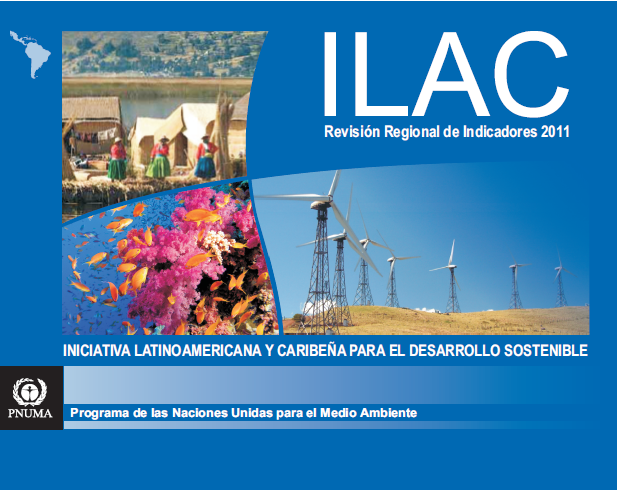 ILAC
Revisión Regional de Indicadores 2011
INICIATIVA LATINOAMERICANA Y CARIBEÑA PARA EL DESARROLLO SOSTENIBLE
PNUMA
Programa de las Naciones Unidas para el Medio Ambiente